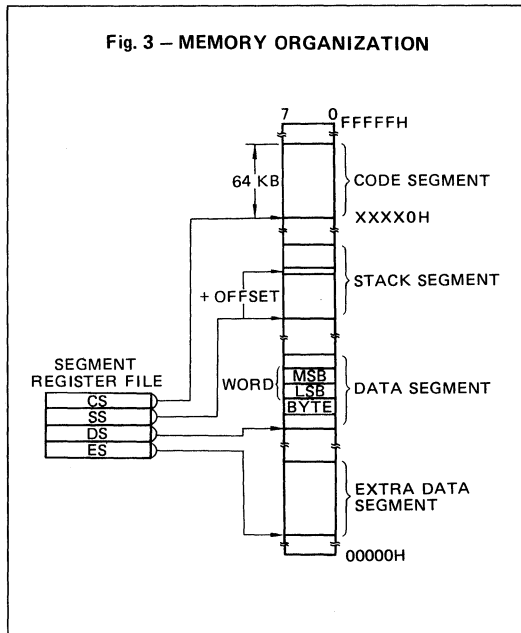 Fig. 3 – MEMORY ORGANIZATION
7 0
FFFFFH
64 KB
CODE SEGMENT
XXXX0H
STACK SEGMENT
+ OFFSET
SEGMENT
REGISTER FILE
CS
SS
DS
ES
WORD
MSB
LSB
BYTE
DATA SEGMENT
EXTRA DATA
SEGMENT
00000H